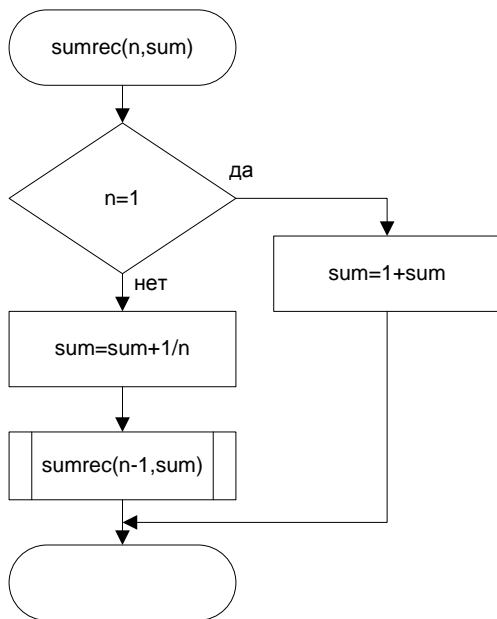 sumrec(n,sum)
да
n=1
sum=1+sum
нет
sum=sum+1/n
sumrec(n-1,sum)